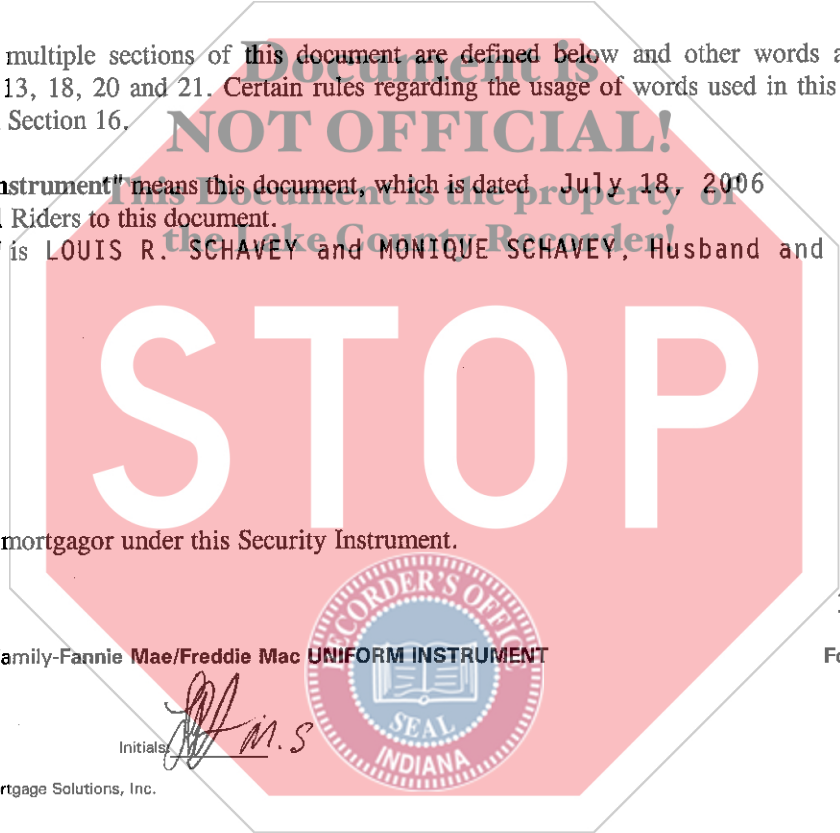 multiple sections of this document are defined below and other words a
Document is
13, 18, 20 and 21. Certain rules regarding the usage of words used in this
Section 16.
NOT OFFICIAL!
nstrument" means this document, which is dated July 18, 2006
This Document is the property of
Riders to this document.
the Lake County Recorder!
is LOUIS R. SCHAVEY and MONIQUE SCHAVEY, Husband and
STOP
mortgagor under this Security Instrument.
RECORDER'S OFFICE
amily-Fannie Mae/Freddie Mac UNIFORM INSTRUMENT
Fo
SEAL
INDIANA
Initials: M.S
rtgage Solutions, Inc.